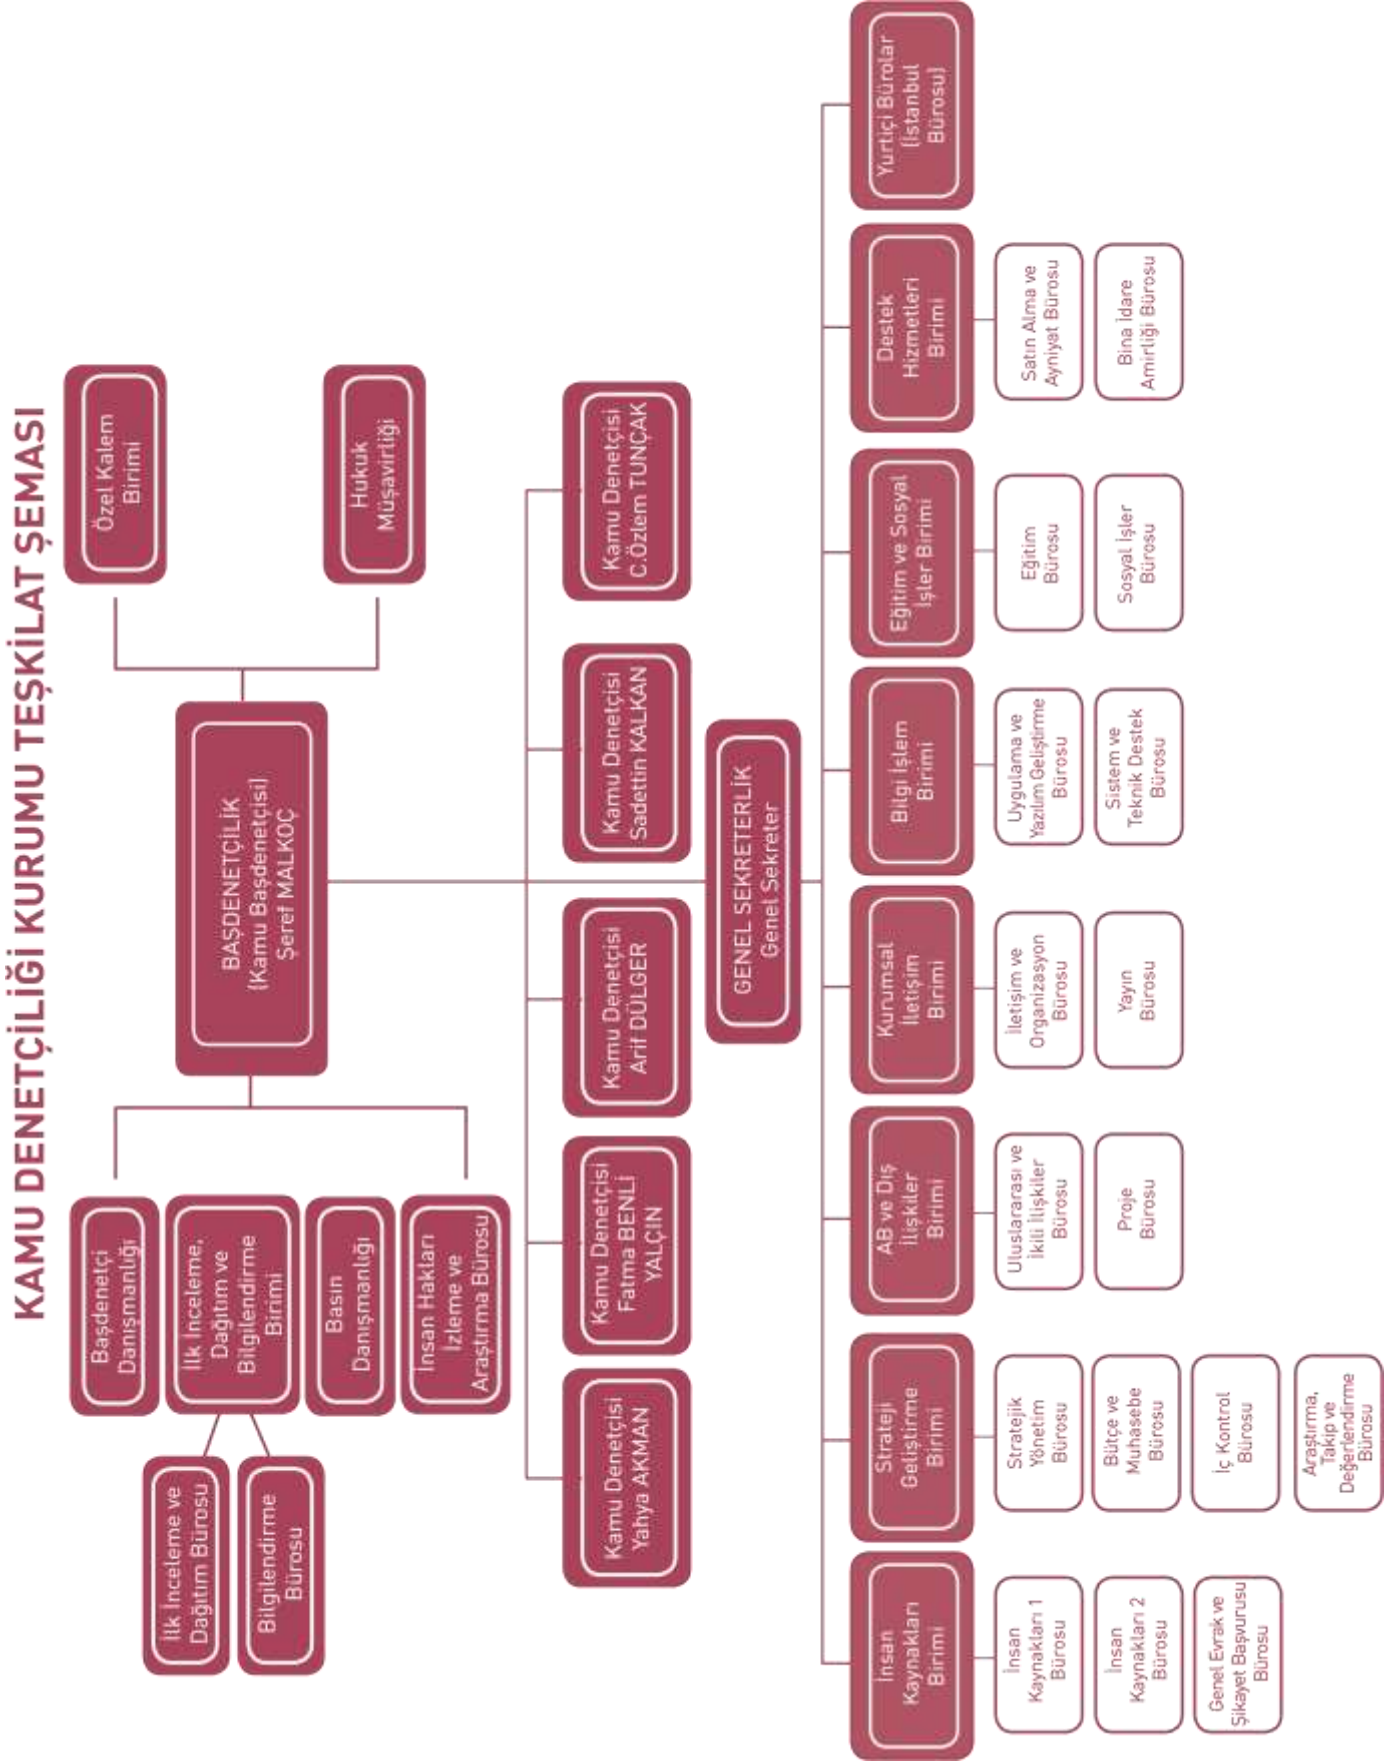 KAMU DENETÇİLİĞİ KURUMU TEŞKİLAT ŞEMASI
Başdenetçi
Danışmanlığı
İlk İnceleme,
Dağıtım ve
Bilgilendirme
Birimi
Basın
Danışmanlığı
İnsan Hakları
İzleme ve
Araştırma Bürosu
İlk İnceleme ve
Dağıtım Bürosu
Bilgilendirme
Bürosu
BAŞDENETÇİLİK
(Kamu Başdenetçisi)
Şeref MALKOÇ
Özel Kalem
Birimi
Hukuk
Müşavirliği
Kamu Denetçisi
Yahya AKMAN
Kamu Denetçisi
Fatma BENLİ
YALÇIN
Kamu Denetçisi
Arif DÜLGER
Kamu Denetçisi
Sadettin KALKAN
Kamu Denetçisi
C.Özlem TUNÇAK
GENEL SEKRETERLİK
Genel Sekreter
İnsan
Kaynakları
Birimi
İnsan
Kaynakları 1
Bürosu
İnsan
Kaynakları 2
Bürosu
Genel Evrak ve
Şikayet Başvurusu
Bürosu
Strateji
Geliştirme
Birimi
Stratejik
Yönetim
Bürosu
Bütçe ve
Muhasebe
Bürosu
İç Kontrol
Bürosu
Araştırma,
Takip ve
Değerlendirme
Bürosu
AB ve Dış
İlişkiler
Birimi
Uluslararası ve
İkili İlişkiler
Bürosu
Proje
Bürosu
Kurumsal
İletişim
Birimi
İletişim ve
Organizasyon
Bürosu
Yayın
Bürosu
Bilgi İşlem
Birimi
Uygulama ve
Yazılım Geliştirme
Bürosu
Sistem ve
Teknik Destek
Bürosu
Eğitim ve Sosyal
İşler Birimi
Eğitim
Bürosu
Sosyal İşler
Bürosu
Destek
Hizmetleri
Birimi
Satın Alma ve
Ayniyat Bürosu
Bina İdare
Amirliği Bürosu
Yurtiçi Bürolar
(İstanbul
Bürosu)